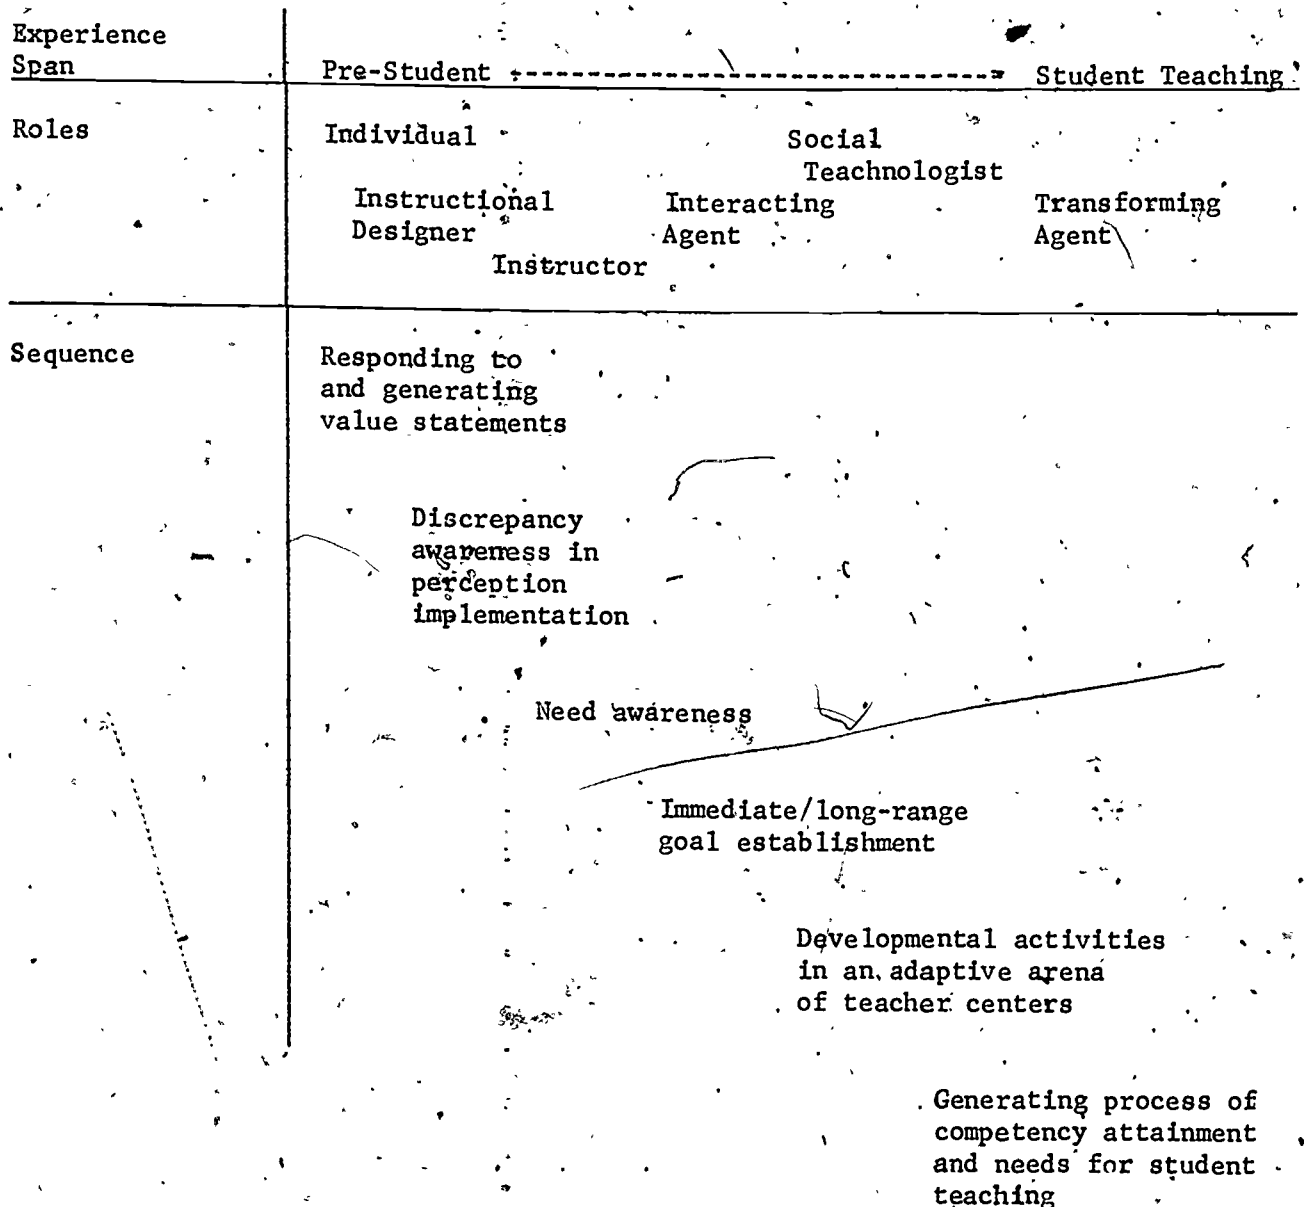 Experience
Span
Pre-Student ------------------------------ Student Teaching
Roles
Individual
Social
Teachnologist
Instructional
Designer
Interacting
Agent
Transforming
Agent
Instructor
Sequence
Responding to
and generating
value statements
Discrepancy
awareness in
perception
implementation
Need awareness
Immediate/long-range
goal establishment
Developmental activities
in an adaptive arena
of teacher centers
Generating process of
competency attainment
and needs for student
teaching